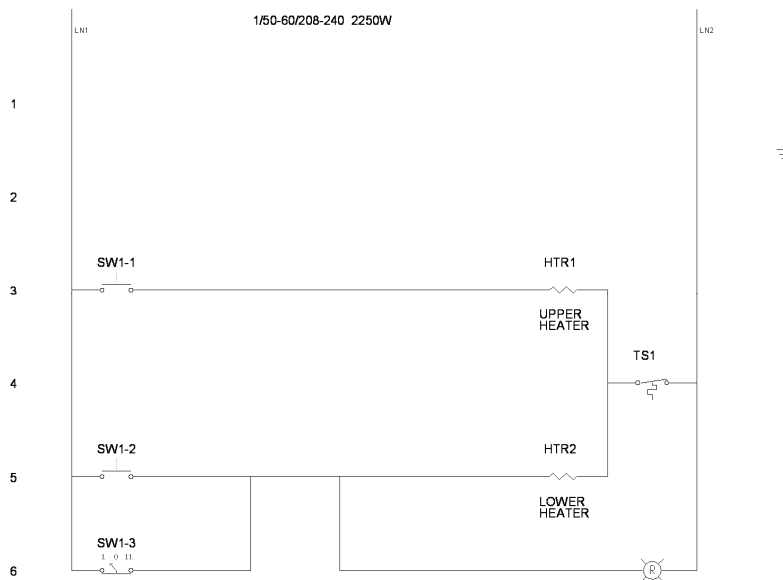 1/50-60/208-240 2250W
LN1
LN2
1
2
SW1-1
HTR1
3
UPPER
HEATER
TS1
4
SW1-2
HTR2
5
LOWER
HEATER
SW1-3
1 0 11
6
R